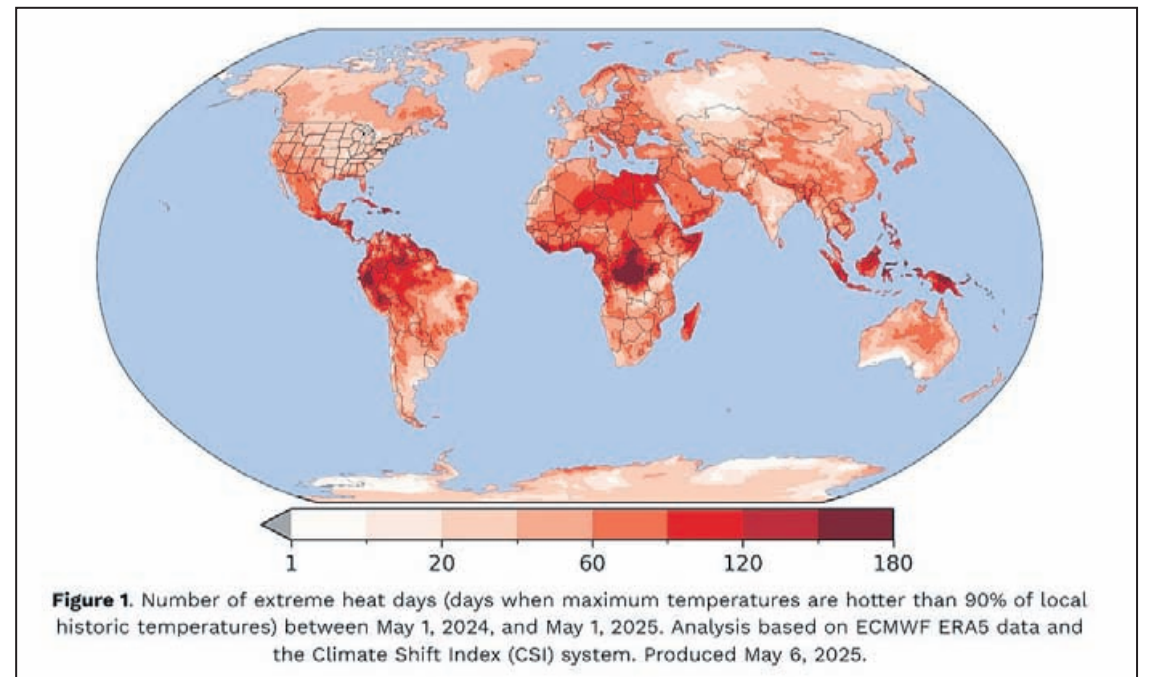 1 20 60 120 180
Figure 1. Number of extreme heat days (days when maximum temperatures are hotter than 90% of local
historic temperatures) between May 1, 2024, and May 1, 2025. Analysis based on ECMWF ERA5 data and
the Climate Shift Index (CSI) system. Produced May 6, 2025.